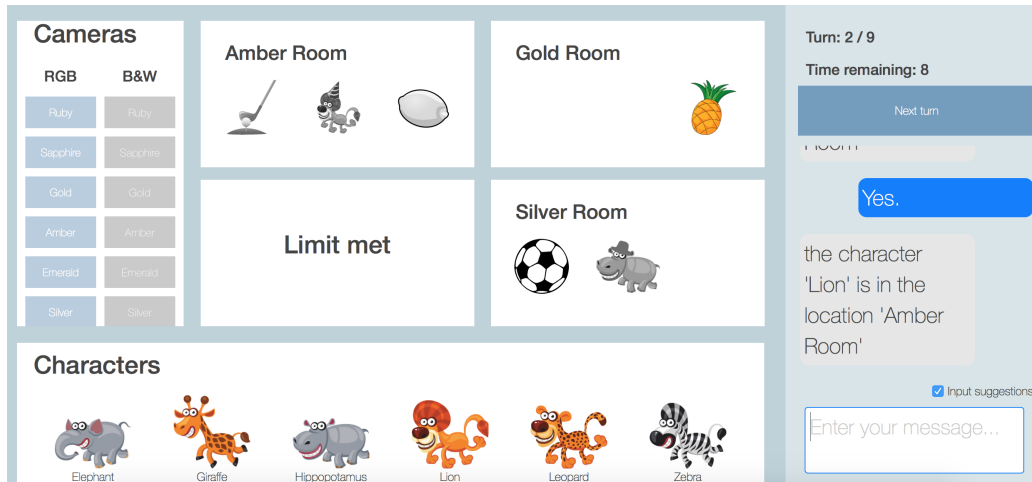 Cameras
RGB
B&W
Ruby
Ruby
Sapphire
Sapphire
Gold
Gold
Amber
Amber
Emerald
Emerald
Silver
Silver
Amber Room
Gold Room
Limit met
Silver Room
Characters
Elephant
Giraffe
Hippopotamus
Lion
Leopard
Zebra
Turn: 2 / 9
Time remaining: 8
Next turn
Room'
Yes.
the character
'Lion' is in the
location 'Amber
Room'
Input suggestions
Enter your message...